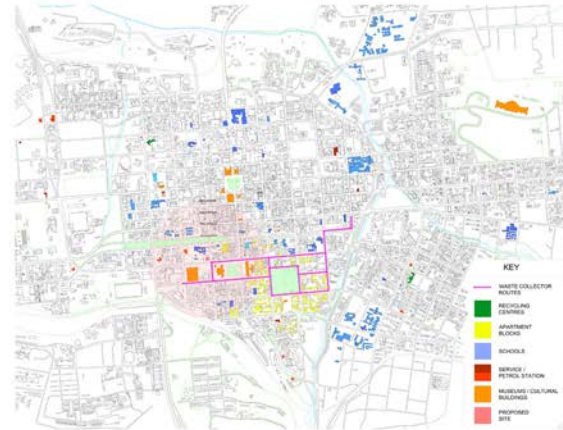 KEY
WASTE COLLECTOR
ROUTES
RECYCLING
CENTRES
APARTMENT
BLOCKS
SCHOOLS
SERVICE /
PETROL STATION
MUSEUMS / CULTURAL
BUILDINGS
PROPOSED
SITE